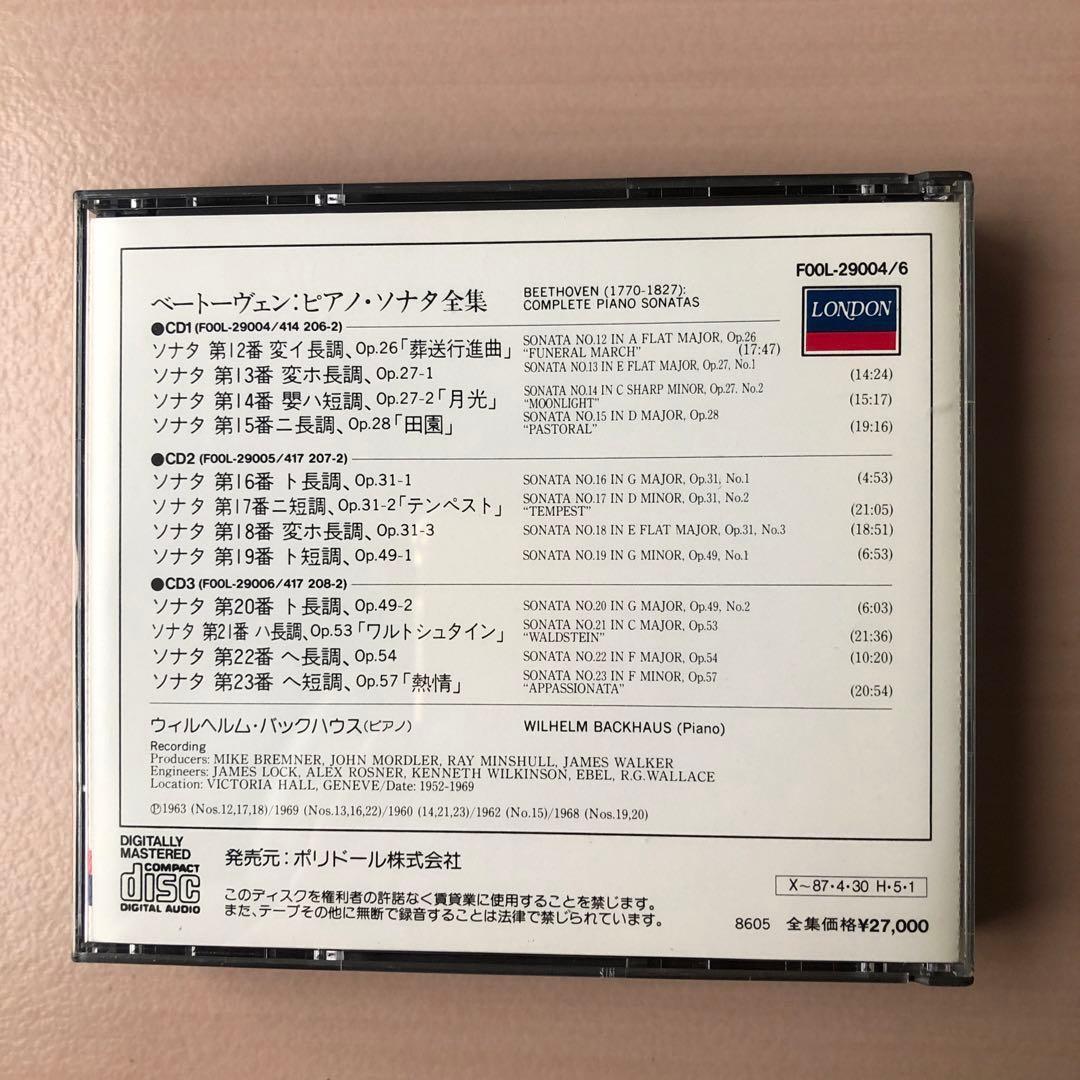 FOOL-29004/6
LONDON
ベートーヴェン:ピアノ・ソナタ全集
BEETHOVEN (1770-1827):
COMPLETE PIANO SONATAS
●CD1 (FOOL-29004/414 206-2)
ソナタ 第12番 変イ長調、Op.26「葬送行進曲」 SONATA NO.12 IN A FLAT MAJOR, Op.26
“FUNERAL MARCH” (17:47)
ソナタ 第13番 変ホ長調、Op.27-1 SONATA NO.13 IN E FLAT MAJOR, Op.27, No.1 (14:24)
ソナタ 第14番 嬰ハ短調、Op.27-2「月光」 SONATA NO.14 IN C SHARP MINOR, Op.27. No.2
“MOONLIGHT” (15:17)
ソナタ 第15番ニ長調、Op.28「田園」 SONATA NO.15 IN D MAJOR, Op.28
“PASTORAL” (19:16)
●CD2 (FOOL-29005/417 207-2)
ソナタ 第16番 ト長調、Op.31-1 SONATA NO.16 IN G MAJOR, Op.31, No.1 (4:53)
ソナタ 第17番ニ短調、Op.31-2「テンペスト」 SONATA NO.17 IN D MINOR, Op.31, No.2
“TEMPEST” (21:05)
ソナタ 第18番 変ホ長調、Op.31-3 SONATA NO.18 IN E FLAT MAJOR, Op.31, No.3 (18:51)
ソナタ 第19番 ト短調、Op.49-1 SONATA NO.19 IN G MINOR, Op.49, No.1 (6:53)
●CD3 (FOOL-29006/417 208-2)
ソナタ 第20番 ト長調、Op.49-2 SONATA NO.20 IN G MAJOR, Op.49, No.2 (6:03)
ソナタ 第21番 ハ長調、Op.53「ワルトシュタイン」 SONATA NO.21 IN C MAJOR, Op.53
“WALDSTEIN” (21:36)
ソナタ 第22番 ヘ長調、Op.54 SONATA NO.22 IN F MAJOR, Op.54 (10:20)
ソナタ 第23番 ヘ短調、Op.57「熱情」 SONATA NO.23 IN F MINOR, Op.57
“APPASSIONATA” (20:54)
ウィルヘルム・バックハウス(ピアノ) WILHELM BACKHAUS (Piano)
Recording
Producers: MIKE BREMNER, JOHN MORDLER, RAY MINSHULL, JAMES WALKER
Engineers: JAMES LOCK, ALEX ROSNER, KENNETH WILKINSON, EBEL, R.G.WALLACE
Location: VICTORIA HALL, GENEVE/Date: 1952-1969
℗1963 (Nos.12,17,18)/1969 (Nos.13,16,22)/1960 (14,21,23)/1962 (No.15)/1968 (Nos.19,20)
DIGITALLY
MASTERED
COMPACT
disc
DIGITAL AUDIO
発売元:ポリドール株式会社
このディスクを権利者の許諾なく賃貸業に使用することを禁じます。
また、テープその他に無断で録音することは法律で禁じられています。
X〜87・4・30 H・5・1
8605 全集価格¥27,000